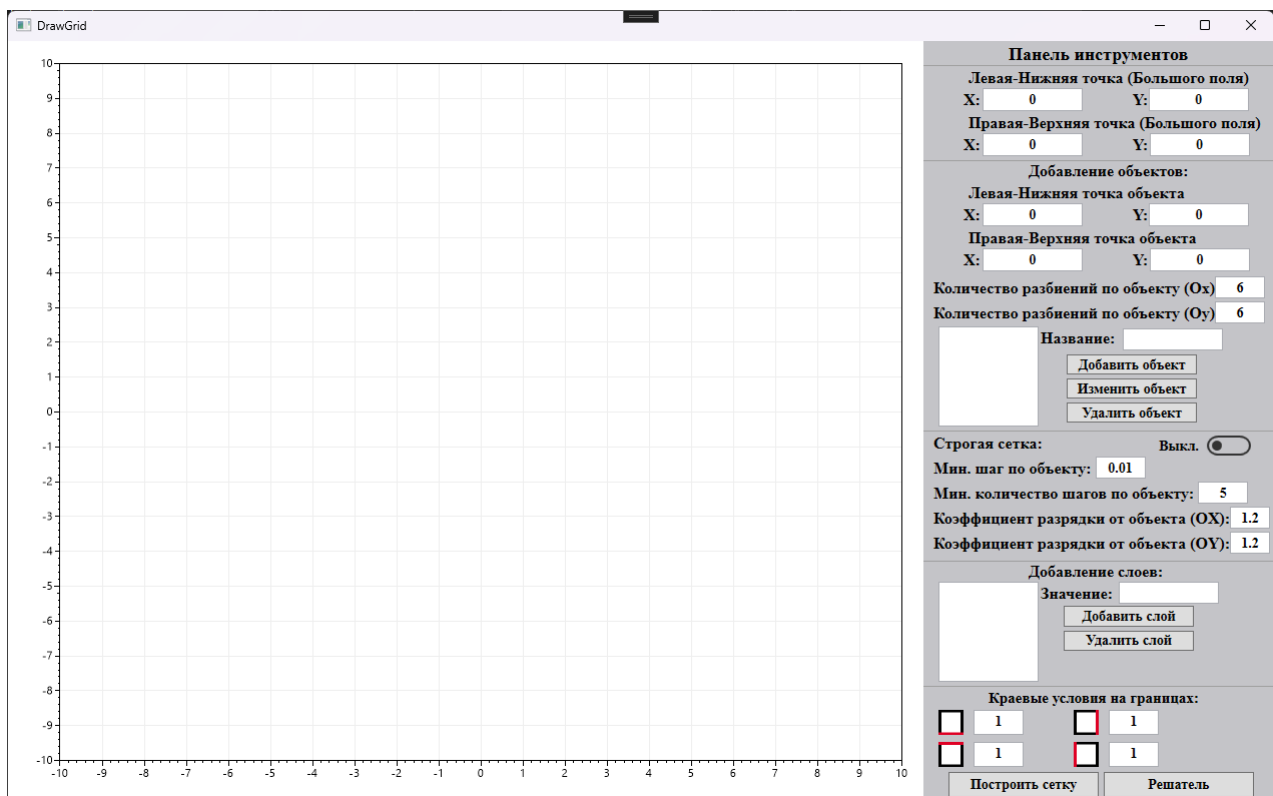 DrawGrid
10
9
8
7
6
5
4
3
2
1
0
-1
-2
-3
-4
-5
-6
-7
-8
-9
-10
-10 -9 -8 -7 -6 -5 -4 -3 -2 -1 0 1 2 3 4 5 6 7 8 9 10
Панель инструментов
Левая-Нижняя точка (Большого поля)
X: 0 Y: 0
Правая-Верхняя точка (Большого поля)
X: 0 Y: 0
Добавление объектов:
Левая-Нижняя точка объекта
X: 0 Y: 0
Правая-Верхняя точка объекта
X: 0 Y: 0
Количество разбиений по объекту (Ox) 6
Количество разбиений по объекту (Oy) 6
Название:
Добавить объект
Изменить объект
Удалить объект
Строгая сетка: Выкл.
Мин. шаг по объекту: 0.01
Мин. количество шагов по объекту: 5
Коэффициент разрядки от объекта (OX): 1.2
Коэффициент разрядки от объекта (OY): 1.2
Добавление слоев:
Значение:
Добавить слой
Удалить слой
Краевые условия на границах:
1 1
1 1
Построить сетку Решатель